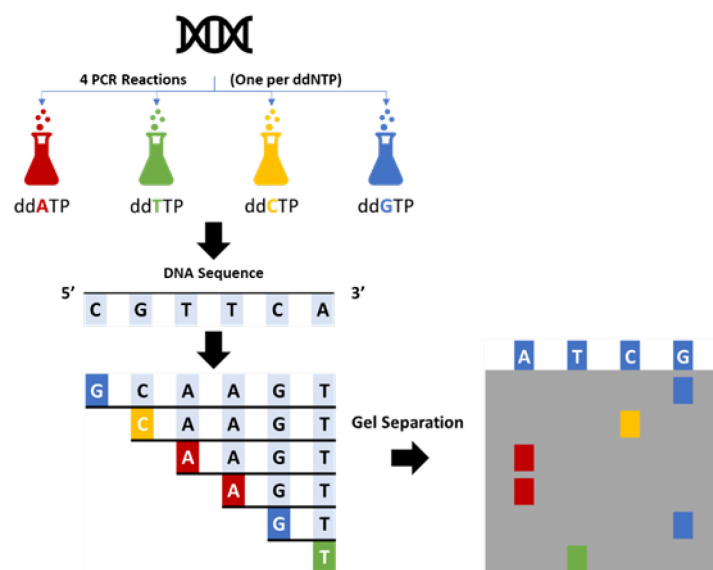 4 PCR Reactions (One per ddNTP)
ddATP ddTTP ddCTP ddGTP
DNA Sequence
5’ 3’
C G T T C A
G C A A G T
C A A G T
A A G T
A G T
G T
T
Gel Separation
A T C G